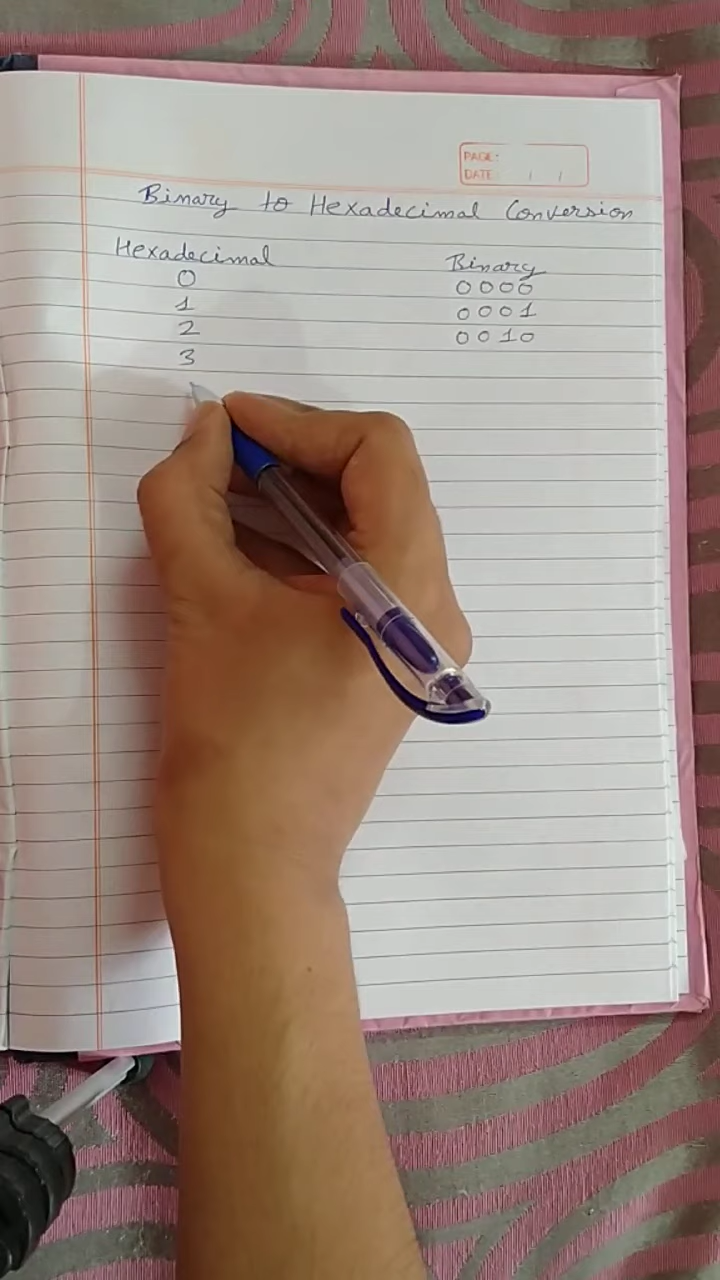 PAGE:
DATE: / /
Binary to Hexadecimal Conversion
Hexadecimal Binary
0 0000
1 0001
2 0010
3